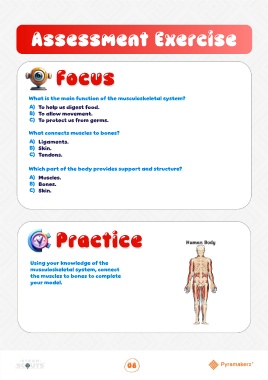 Assessment Exercise
Focus
What is the main function of the musculoskeletal system?
A) To help us digest food.
B) To allow movement.
C) To protect us from germs.
What connects muscles to bones?
A) Ligaments.
B) Skin.
C) Tendons.
Which part of the body provides support and structure?
A) Muscles.
B) Bones.
C) Skin.
Practice
Human Body
Using your knowledge of the
musculoskeletal system, connect
the muscles to bones to complete
your model.
08
Pyramakerz